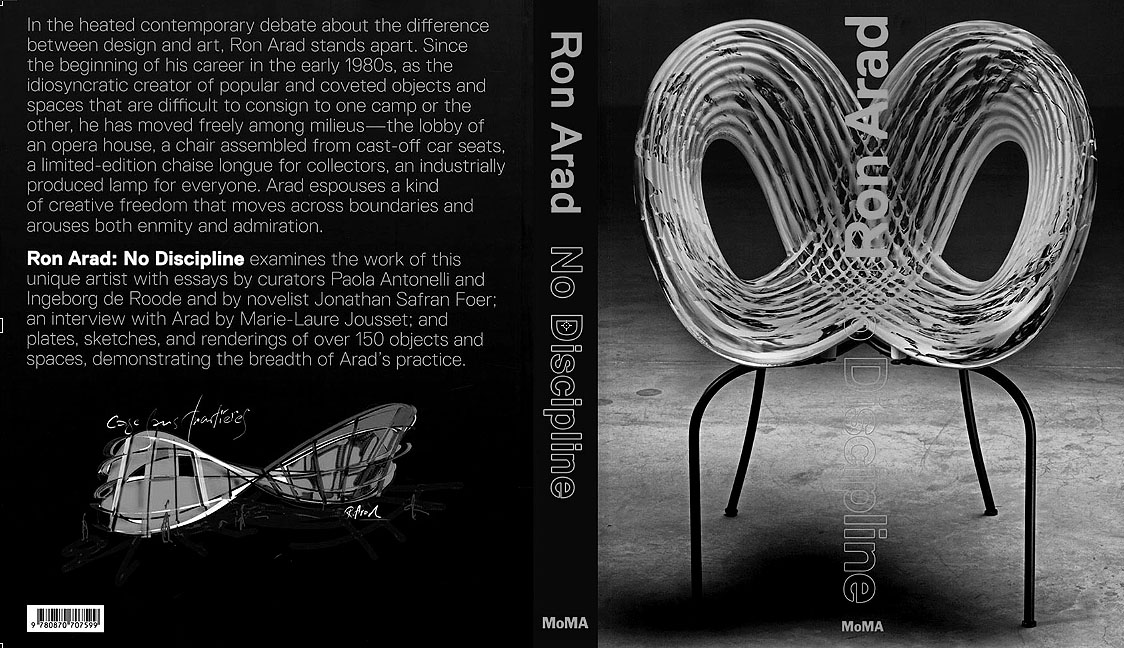 In the heated contemporary debate about the difference
between design and art, Ron Arad stands apart. Since
the beginning of his career in the early 1980s, as the
idiosyncratic creator of popular and coveted objects and
spaces that are difficult to consign to one camp or the
other, he has moved freely among milieus—the lobby of
an opera house, a chair assembled from cast-off car seats,
a limited-edition chaise longue for collectors, an industrially
produced lamp for everyone. Arad espouses a kind
of creative freedom that moves across boundaries and
arouses both enmity and admiration.
Ron Arad: No Discipline examines the work of this
unique artist with essays by curators Paola Antonelli and
Ingeborg de Roode and by novelist Jonathan Safran Foer;
an interview with Arad by Marie-Laure Jousset; and
plates, sketches, and renderings of over 150 objects and
spaces, demonstrating the breadth of Arad's practice.
R. Arad
9 780870 707599
Ron Arad No Discipline
MoMA
Ron Arad No Discipline
MoMA